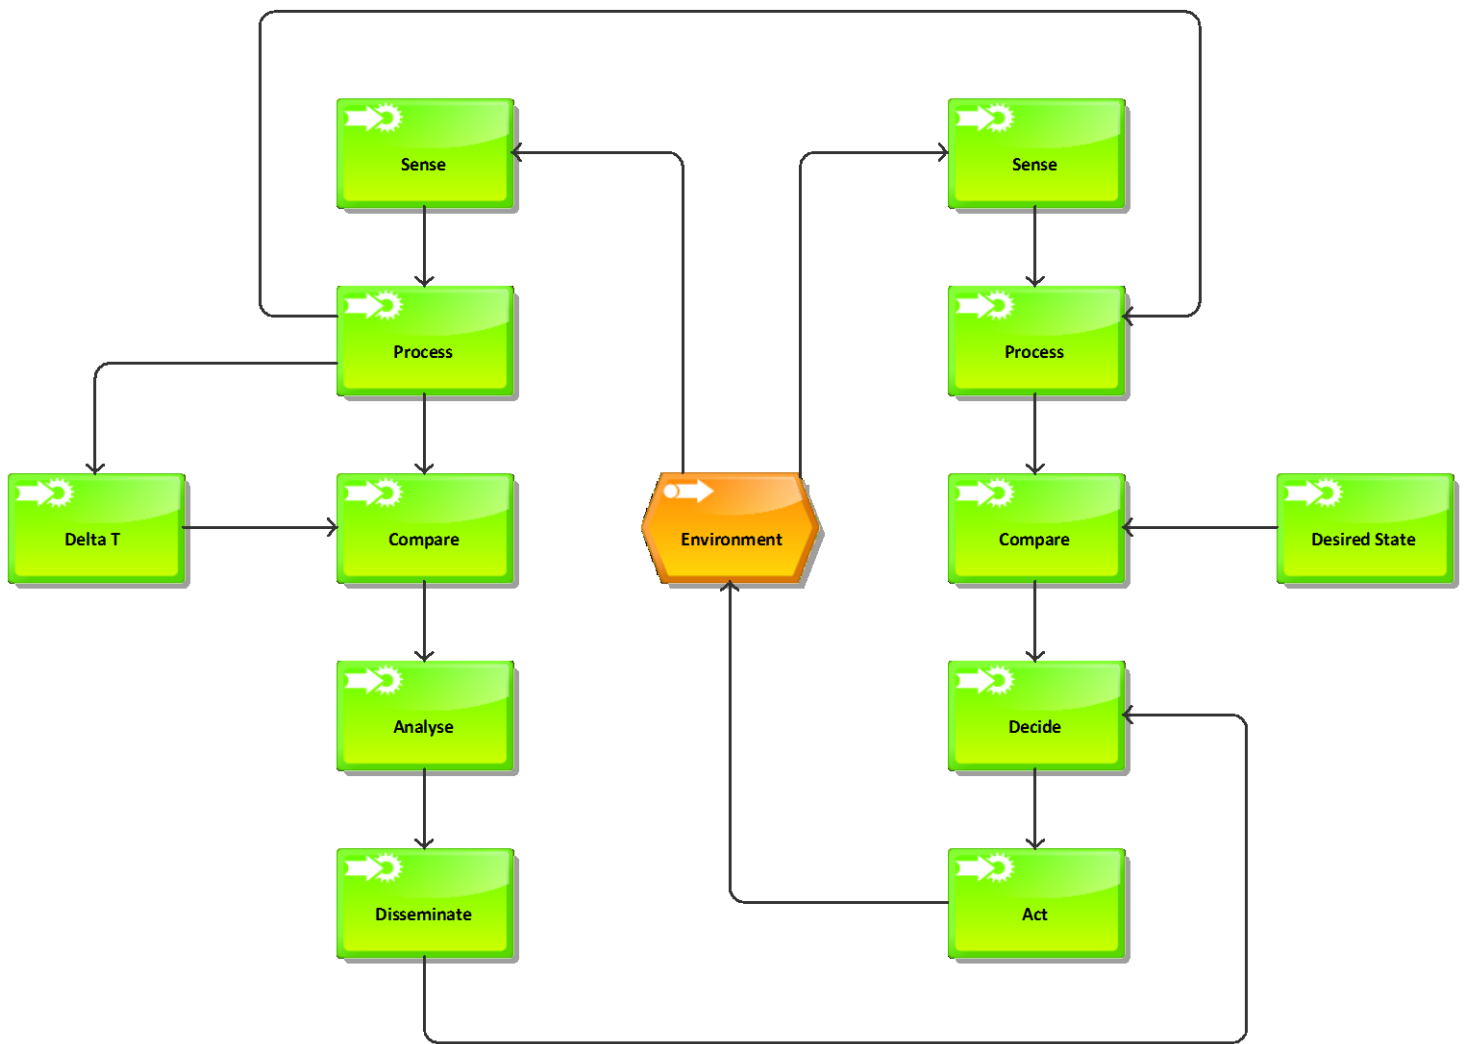 Sense
Sense
Process
Process
Delta T
Compare
Environment
Compare
Desired State
Analyse
Decide
Disseminate
Act